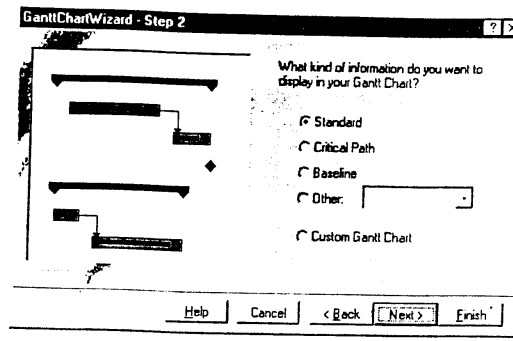 GanttChartWizard - Step 2
What kind of information do you want to
display in your Gantt Chart?
Standard
Critical Path
Baseline
Other:
Custom Gantt Chart
Help Cancel < Back Next > Finish